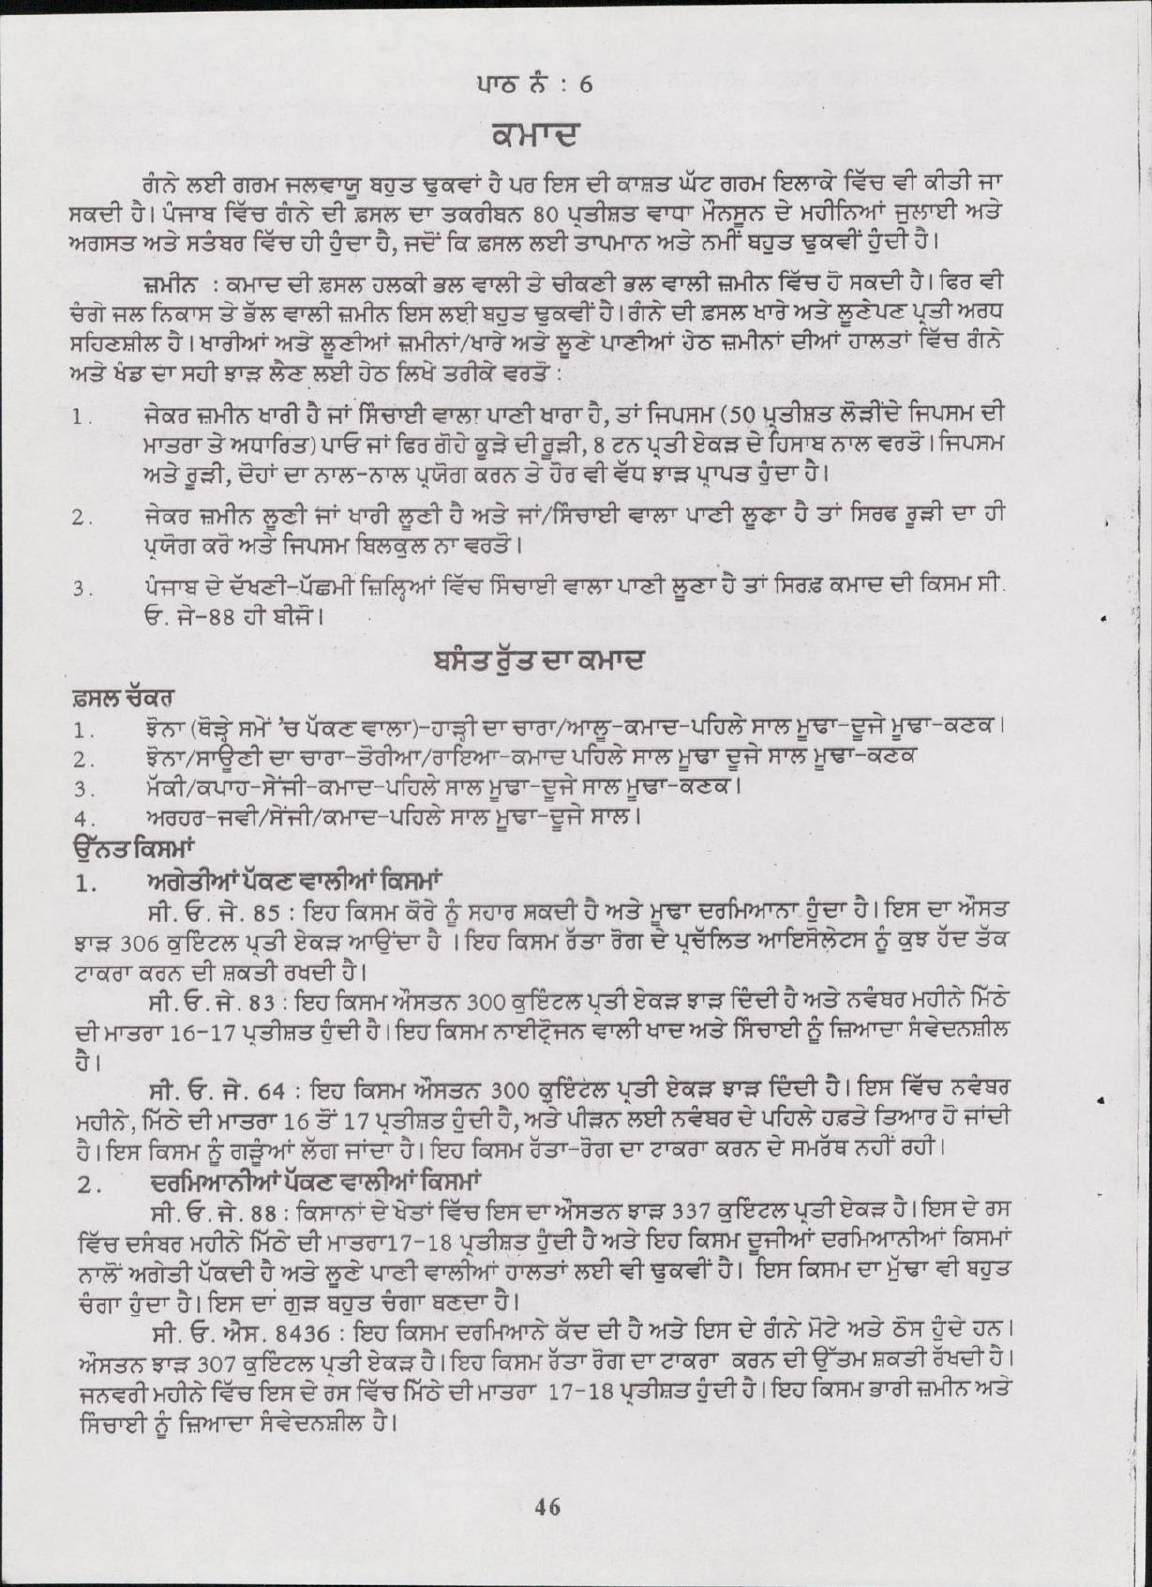 ਪਾਠ ਨੰ : 6
ਕਮਾਦ
ਗੰਨੇ ਲਈ ਗਰਮ ਜਲਵਾਯੂ ਬਹੁਤ ਢੁਕਵਾਂ ਹੈ ਪਰ ਇਸ ਦੀ ਕਾਸ਼ਤ ਘੱਟ ਗਰਮ ਇਲਾਕੇ ਵਿੱਚ ਵੀ ਕੀਤੀ ਜਾ
ਸਕਦੀ ਹੈ। ਪੰਜਾਬ ਵਿੱਚ ਗੰਨੇ ਦੀ ਫ਼ਸਲ ਦਾ ਤਕਰੀਬਨ 80 ਪ੍ਰਤੀਸ਼ਤ ਵਾਧਾ ਮੌਨਸੂਨ ਦੇ ਮਹੀਨਿਆਂ ਜੁਲਾਈ ਅਤੇ
ਅਗਸਤ ਅਤੇ ਸਤੰਬਰ ਵਿੱਚ ਹੀ ਹੁੰਦਾ ਹੈ, ਜਦੋਂ ਕਿ ਫ਼ਸਲ ਲਈ ਤਾਪਮਾਨ ਅਤੇ ਨਮੀਂ ਬਹੁਤ ਢੁਕਵੀਂ ਹੁੰਦੀ ਹੈ।
ਜ਼ਮੀਨ : ਕਮਾਦ ਦੀ ਫ਼ਸਲ ਹਲਕੀ ਭਲ ਵਾਲੀ ਤੇ ਚੀਕਣੀ ਭਲ ਵਾਲੀ ਜ਼ਮੀਨ ਵਿੱਚ ਹੋ ਸਕਦੀ ਹੈ। ਫਿਰ ਵੀ
ਚੰਗੇ ਜਲ ਨਿਕਾਸ ਤੇ ਭੱਲ ਵਾਲੀ ਜ਼ਮੀਨ ਇਸ ਲਈ ਬਹੁਤ ਢੁਕਵੀਂ ਹੈ। ਗੰਨੇ ਦੀ ਫ਼ਸਲ ਖਾਰੇ ਅਤੇ ਲੂਣੇਪਣ ਪ੍ਰਤੀ ਅਰਧ
ਸਹਿਣਸ਼ੀਲ ਹੈ। ਖਾਰੀਆਂ ਅਤੇ ਲੂਣੀਆਂ ਜ਼ਮੀਨਾਂ/ਖਾਰੇ ਅਤੇ ਲੂਣੇ ਪਾਣੀਆਂ ਹੇਠ ਜ਼ਮੀਨਾਂ ਦੀਆਂ ਹਾਲਤਾਂ ਵਿੱਚ ਗੰਨੇ
ਅਤੇ ਖੰਡ ਦਾ ਸਹੀ ਝਾੜ ਲੈਣ ਲਈ ਹੇਠ ਲਿਖੇ ਤਰੀਕੇ ਵਰਤੋ :
1. ਜੇਕਰ ਜ਼ਮੀਨ ਖਾਰੀ ਹੈ ਜਾਂ ਸਿੰਚਾਈ ਵਾਲਾ ਪਾਣੀ ਖਾਰਾ ਹੈ, ਤਾਂ ਜਿਪਸਮ (50 ਪ੍ਰਤੀਸ਼ਤ ਲੋੜੀਂਦੇ ਜਿਪਸਮ ਦੀ
ਮਾਤਰਾ ਤੇ ਅਧਾਰਿਤ) ਪਾਓ ਜਾਂ ਫਿਰ ਗੋਹੇ ਕੂੜੇ ਦੀ ਰੂੜੀ, 8 ਟਨ ਪ੍ਰਤੀ ਏਕੜ ਦੇ ਹਿਸਾਬ ਨਾਲ ਵਰਤੋ। ਜਿਪਸਮ
ਅਤੇ ਰੂੜੀ, ਦੋਹਾਂ ਦਾ ਨਾਲ-ਨਾਲ ਪ੍ਰਯੋਗ ਕਰਨ ਤੇ ਹੋਰ ਵੀ ਵੱਧ ਝਾੜ ਪ੍ਰਾਪਤ ਹੁੰਦਾ ਹੈ।
2. ਜੇਕਰ ਜ਼ਮੀਨ ਲੂਣੀ ਜਾਂ ਖਾਰੀ ਲੂਣੀ ਹੈ ਅਤੇ ਜਾਂ/ਸਿੰਚਾਈ ਵਾਲਾ ਪਾਣੀ ਲੂਣਾ ਹੈ ਤਾਂ ਸਿਰਫ ਰੂੜੀ ਦਾ ਹੀ
ਪ੍ਰਯੋਗ ਕਰੋ ਅਤੇ ਜਿਪਸਮ ਬਿਲਕੁਲ ਨਾ ਵਰਤੋ।
3. ਪੰਜਾਬ ਦੇ ਦੱਖਣੀ-ਪੱਛਮੀ ਜ਼ਿਲ੍ਹਿਆਂ ਵਿੱਚ ਸਿੰਚਾਈ ਵਾਲਾ ਪਾਣੀ ਲੂਣਾ ਹੈ ਤਾਂ ਸਿਰਫ਼ ਕਮਾਦ ਦੀ ਕਿਸਮ ਸੀ.
ਓ. ਜੇ-88 ਹੀ ਬੀਜੋ।
ਬਸੰਤ ਰੁੱਤ ਦਾ ਕਮਾਦ
ਫ਼ਸਲ ਚੱਕਰ
1. ਝੋਨਾ (ਥੋੜ੍ਹੇ ਸਮੇਂ 'ਚ ਪੱਕਣ ਵਾਲਾ)-ਹਾੜ੍ਹੀ ਦਾ ਚਾਰਾ/ਆਲੂ-ਕਮਾਦ-ਪਹਿਲੇ ਸਾਲ ਮੂਢਾ-ਦੂਜੇ ਮੂਢਾ-ਕਣਕ।
2. ਝੋਨਾ/ਸਾਊਣੀ ਦਾ ਚਾਰਾ-ਤੋਰੀਆ/ਰਾਇਆ-ਕਮਾਦ ਪਹਿਲੇ ਸਾਲ ਮੂਢਾ ਦੂਜੇ ਸਾਲ ਮੂਢਾ-ਕਣਕ
3. ਮੱਕੀ/ਕਪਾਹ-ਸੇਂਜੀ-ਕਮਾਦ-ਪਹਿਲੇ ਸਾਲ ਮੂਢਾ-ਦੂਜੇ ਸਾਲ ਮੂਢਾ-ਕਣਕ।
4. ਅਰਹਰ-ਜਵੀ/ਸੇਂਜੀ/ਕਮਾਦ-ਪਹਿਲੇ ਸਾਲ ਮੂਢਾ-ਦੂਜੇ ਸਾਲ।
ਉੱਨਤ ਕਿਸਮਾਂ
1. ਅਗੇਤੀਆਂ ਪੱਕਣ ਵਾਲੀਆਂ ਕਿਸਮਾਂ
ਸੀ. ਓ. ਜੇ. 85 : ਇਹ ਕਿਸਮ ਕੋਰੇ ਨੂੰ ਸਹਾਰ ਸ਼ਕਦੀ ਹੈ ਅਤੇ ਮੂਢਾ ਦਰਮਿਆਨਾ ਹੁੰਦਾ ਹੈ। ਇਸ ਦਾ ਔਸਤ
ਝਾੜ 306 ਕੁਇੰਟਲ ਪ੍ਰਤੀ ਏਕੜ ਆਉਂਦਾ ਹੈ । ਇਹ ਕਿਸਮ ਰੱਤਾ ਰੋਗ ਦੇ ਪ੍ਰਚੱਲਿਤ ਆਇਸੋਲੇਟਸ ਨੂੰ ਕੁਝ ਹੱਦ ਤੱਕ
ਟਾਕਰਾ ਕਰਨ ਦੀ ਸ਼ਕਤੀ ਰਖਦੀ ਹੈ।
ਸੀ. ਓ. ਜੇ. 83 : ਇਹ ਕਿਸਮ ਔਸਤਨ 300 ਕੁਇੰਟਲ ਪ੍ਰਤੀ ਏਕੜ ਝਾੜ ਦਿੰਦੀ ਹੈ ਅਤੇ ਨਵੰਬਰ ਮਹੀਨੇ ਮਿੱਠੇ
ਦੀ ਮਾਤਰਾ 16-17 ਪ੍ਰਤੀਸ਼ਤ ਹੁੰਦੀ ਹੈ। ਇਹ ਕਿਸਮ ਨਾਈਟ੍ਰੋਜਨ ਵਾਲੀ ਖਾਦ ਅਤੇ ਸਿੰਚਾਈ ਨੂੰ ਜ਼ਿਆਦਾ ਸੰਵੇਦਨਸ਼ੀਲ
ਹੈ।
ਸੀ. ਓ. ਜੇ. 64 : ਇਹ ਕਿਸਮ ਔਸਤਨ 300 ਕੁਇੰਟਲ ਪ੍ਰਤੀ ਏਕੜ ਝਾੜ ਦਿੰਦੀ ਹੈ। ਇਸ ਵਿੱਚ ਨਵੰਬਰ
ਮਹੀਨੇ, ਮਿੱਠੇ ਦੀ ਮਾਤਰਾ 16 ਤੋਂ 17 ਪ੍ਰਤੀਸ਼ਤ ਹੁੰਦੀ ਹੈ, ਅਤੇ ਪੀੜਨ ਲਈ ਨਵੰਬਰ ਦੇ ਪਹਿਲੇ ਹਫ਼ਤੇ ਤਿਆਰ ਹੋ ਜਾਂਦੀ
ਹੈ। ਇਸ ਕਿਸਮ ਨੂੰ ਗੜੂੰਆਂ ਲੱਗ ਜਾਂਦਾ ਹੈ। ਇਹ ਕਿਸਮ ਰੱਤਾ-ਰੋਗ ਦਾ ਟਾਕਰਾ ਕਰਨ ਦੇ ਸਮਰੱਥ ਨਹੀਂ ਰਹੀ।
2. ਦਰਮਿਆਨੀਆਂ ਪੱਕਣ ਵਾਲੀਆਂ ਕਿਸਮਾਂ
ਸੀ. ਓ. ਜੇ. 88 : ਕਿਸਾਨਾਂ ਦੇ ਖੇਤਾਂ ਵਿੱਚ ਇਸ ਦਾ ਔਸਤਨ ਝਾੜ 337 ਕੁਇੰਟਲ ਪ੍ਰਤੀ ਏਕੜ ਹੈ। ਇਸ ਦੇ ਰਸ
ਵਿੱਚ ਦਸੰਬਰ ਮਹੀਨੇ ਮਿੱਠੇ ਦੀ ਮਾਤਰਾ17-18 ਪ੍ਰਤੀਸ਼ਤ ਹੁੰਦੀ ਹੈ ਅਤੇ ਇਹ ਕਿਸਮ ਦੂਜੀਆਂ ਦਰਮਿਆਨੀਆਂ ਕਿਸਮਾਂ
ਨਾਲੋਂ ਅਗੇਤੀ ਪੱਕਦੀ ਹੈ ਅਤੇ ਲੂਣੇ ਪਾਣੀ ਵਾਲੀਆਂ ਹਾਲਤਾਂ ਲਈ ਵੀ ਢੁਕਵੀਂ ਹੈ। ਇਸ ਕਿਸਮ ਦਾ ਮੁੱਢਾ ਵੀ ਬਹੁਤ
ਚੰਗਾ ਹੁੰਦਾ ਹੈ। ਇਸ ਦਾ ਗੁੜ ਬਹੁਤ ਚੰਗਾ ਬਣਦਾ ਹੈ।
ਸੀ. ਓ. ਐਸ. 8436 : ਇਹ ਕਿਸਮ ਦਰਮਿਆਨੇ ਕੱਦ ਦੀ ਹੈ ਅਤੇ ਇਸ ਦੇ ਗੰਨੇ ਮੋਟੇ ਅਤੇ ਠੋਸ ਹੁੰਦੇ ਹਨ।
ਔਸਤਨ ਝਾੜ 307 ਕੁਇੰਟਲ ਪ੍ਰਤੀ ਏਕੜ ਹੈ। ਇਹ ਕਿਸਮ ਰੱਤਾ ਰੋਗ ਦਾ ਟਾਕਰਾ ਕਰਨ ਦੀ ਉੱਤਮ ਸ਼ਕਤੀ ਰੱਖਦੀ ਹੈ।
ਜਨਵਰੀ ਮਹੀਨੇ ਵਿੱਚ ਇਸ ਦੇ ਰਸ ਵਿੱਚ ਮਿੱਠੇ ਦੀ ਮਾਤਰਾ 17-18 ਪ੍ਰਤੀਸ਼ਤ ਹੁੰਦੀ ਹੈ। ਇਹ ਕਿਸਮ ਭਾਰੀ ਜ਼ਮੀਨ ਅਤੇ
ਸਿੰਚਾਈ ਨੂੰ ਜ਼ਿਆਦਾ ਸੰਵੇਦਨਸ਼ੀਲ ਹੈ।
46